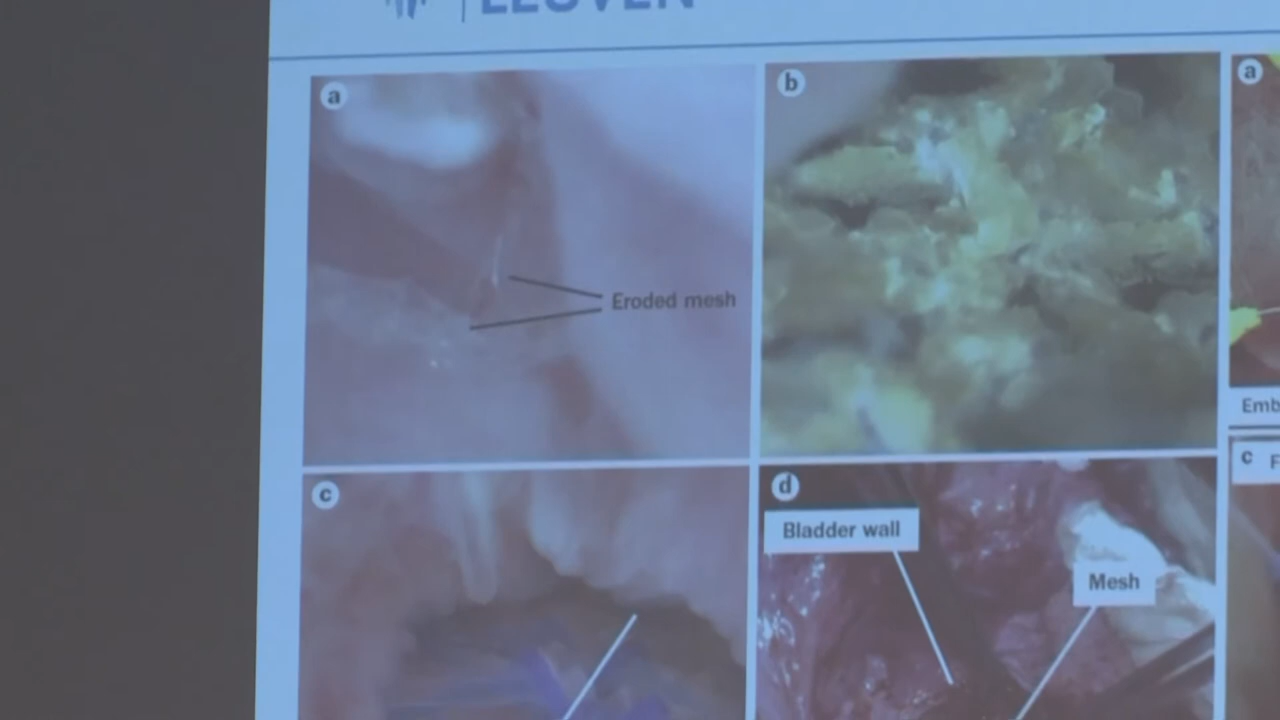 LEUVEN
a
Eroded mesh
b
a
Emb
c
d
Bladder wall
Mesh
c F